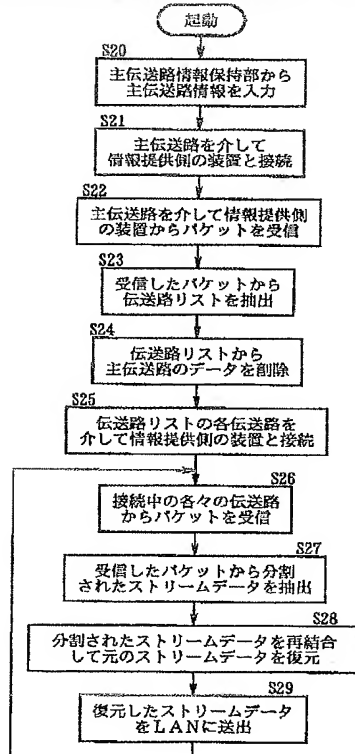 起動
S20
主伝送路情報保持部から
主伝送路情報を入力
S21
主伝送路を介して
情報提供側の装置と接続
S22
主伝送路を介して情報提供側
の装置からパケットを受信
S23
受信したパケットから
伝送路リストを抽出
S24
伝送路リストから
主伝送路のデータを削除
S25
伝送路リストの各伝送路を
介して情報提供側の装置と接続
S26
接続中の各々の伝送路
からパケットを受信
S27
受信したパケットから分割
されたストリームデータを抽出
S28
分割されたストリームデータを再結合
して元のストリームデータを復元
S29
復元したストリームデータ
をLANに送出